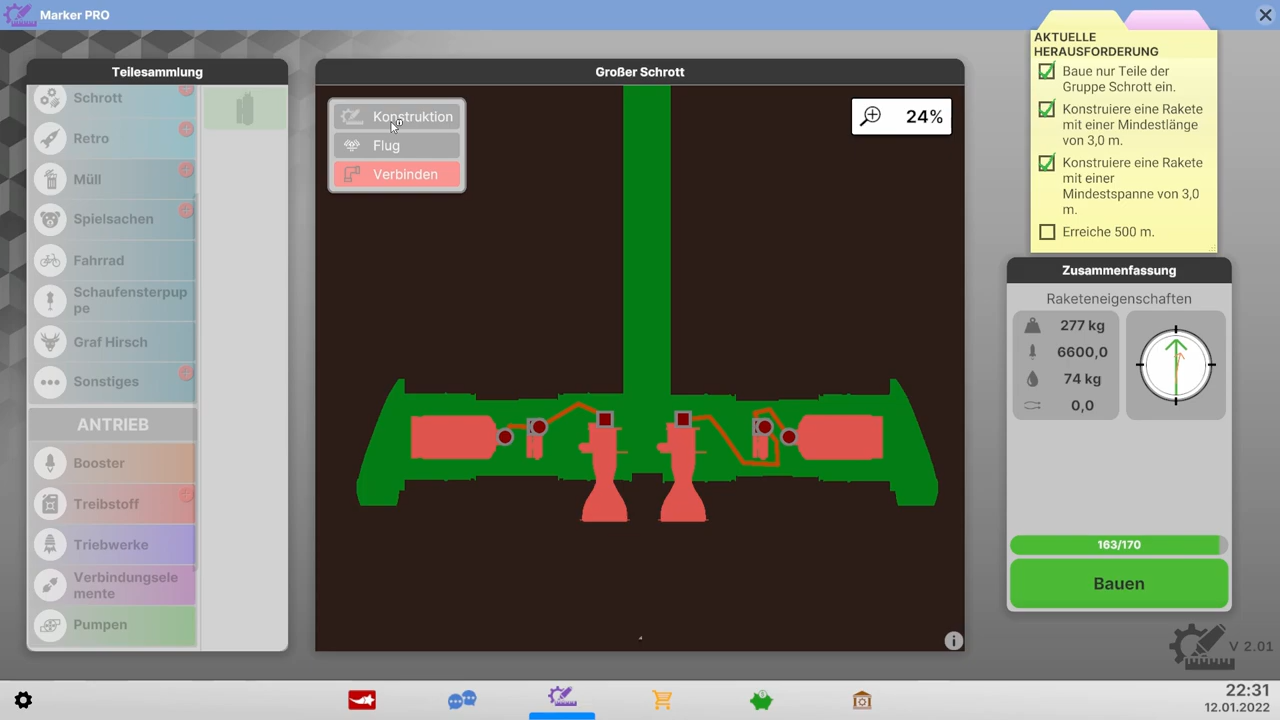 Marker PRO
Teilesammlung
Schrott
Retro
Müll
Spielsachen
Fahrrad
Schaufensterpup
pe
Graf Hirsch
Sonstiges
ANTRIEB
Booster
Treibstoff
Triebwerke
Verbindungsele
mente
Pumpen
Großer Schrott
Konstruktion
Flug
Verbinden
24%
AKTUELLE
HERAUSFORDERUNG
Baue nur Teile der
Gruppe Schrott ein.
Konstruiere eine Rakete
mit einer Mindestlänge
von 3,0 m.
Konstruiere eine Rakete
mit einer
Mindestspanne von 3,0
m.
Erreiche 500 m.
Zusammenfassung
Raketeneigenschaften
277 kg
6600,0
74 kg
0,0
163/170
Bauen
V 2.01
22:31
12.01.2022